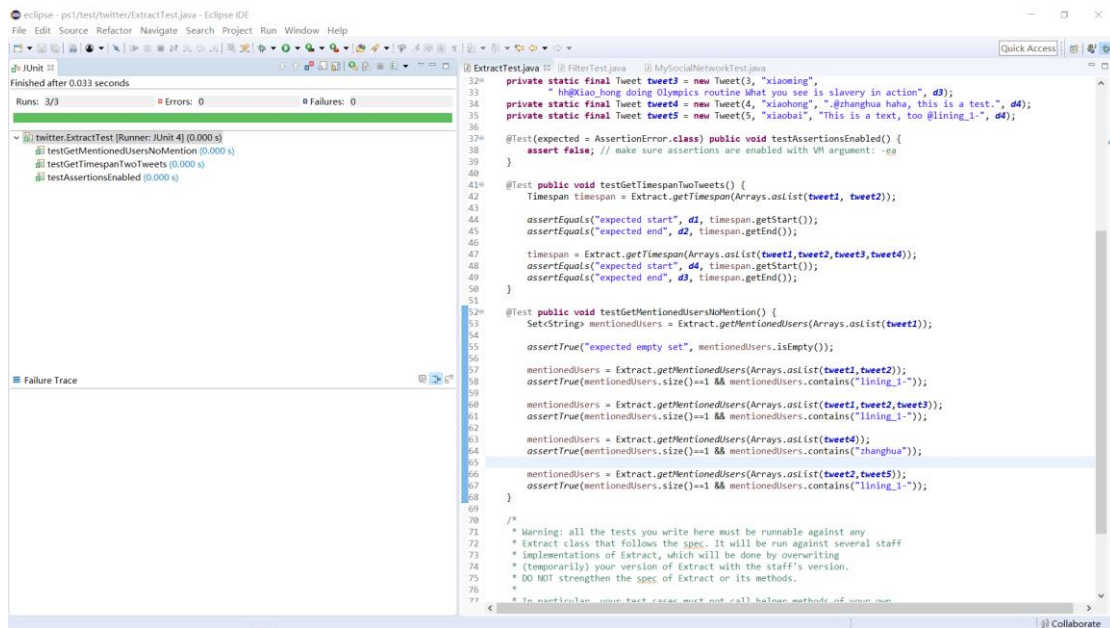 eclipse - ps1/test/twitter/ExtractTest.java - Eclipse IDE
File Edit Source Refactor Navigate Search Project Run Window Help
Quick Access
JUnit
Finished after 0.033 seconds
Runs: 3/3 Errors: 0 Failures: 0
twitter.ExtractTest [Runner: JUnit 4] (0.000 s)
testGetMentionedUsersNoMention (0.000 s)
testGetTimespanTwoTweets (0.000 s)
testAssertionsEnabled (0.000 s)
Failure Trace
ExtractTest.java FilterTest.java MySocialNetworkTest.java
32 private static final Tweet tweet3 = new Tweet(3, "xiaoming",
33 " hh@Xiao_hong doing Olympics routine What you see is slavery in action", d3);
34 private static final Tweet tweet4 = new Tweet(4, "xiaohong", ".@zhanghua haha, this is a test.", d4);
35 private static final Tweet tweet5 = new Tweet(5, "xiaobai", "This is a text, too @lining_1-", d4);
36
37 @Test(expected = AssertionError.class) public void testAssertionsEnabled() {
38 assert false; // make sure assertions are enabled with VM argument: -ea
39 }
40
41 @Test public void testGetTimespanTwoTweets() {
42 Timespan timespan = Extract.getTimespan(Arrays.asList(tweet1, tweet2));
43
44 assertEquals("expected start", d1, timespan.getStart());
45 assertEquals("expected end", d2, timespan.getEnd());
46
47 timespan = Extract.getTimespan(Arrays.asList(tweet1,tweet2,tweet3,tweet4));
48 assertEquals("expected start", d4, timespan.getStart());
49 assertEquals("expected end", d3, timespan.getEnd());
50 }
51
52 @Test public void testGetMentionedUsersNoMention() {
53 Set<String> mentionedUsers = Extract.getMentionedUsers(Arrays.asList(tweet1));
54
55 assertTrue("expected empty set", mentionedUsers.isEmpty());
56
57 mentionedUsers = Extract.getMentionedUsers(Arrays.asList(tweet1,tweet2));
58 assertTrue(mentionedUsers.size()==1 && mentionedUsers.contains("lining_1-"));
59
60 mentionedUsers = Extract.getMentionedUsers(Arrays.asList(tweet1,tweet2,tweet3));
61 assertTrue(mentionedUsers.size()==1 && mentionedUsers.contains("lining_1-"));
62
63 mentionedUsers = Extract.getMentionedUsers(Arrays.asList(tweet4));
64 assertTrue(mentionedUsers.size()==1 && mentionedUsers.contains("zhanghua"));
65
66 mentionedUsers = Extract.getMentionedUsers(Arrays.asList(tweet2,tweet5));
67 assertTrue(mentionedUsers.size()==1 && mentionedUsers.contains("lining_1-"));
68 }
69
70 /*
71 * Warning: all the tests you write here must be runnable against any
72 * Extract class that follows the spec. It will be run against several staff
73 * implementations of Extract, which will be done by overwriting
74 * (temporarily) your version of Extract with the staff's version.
75 * DO NOT strengthen the spec of Extract or its methods.
76 *
77 * In particular, your test cases must not call helper methods of your own
Collaborate